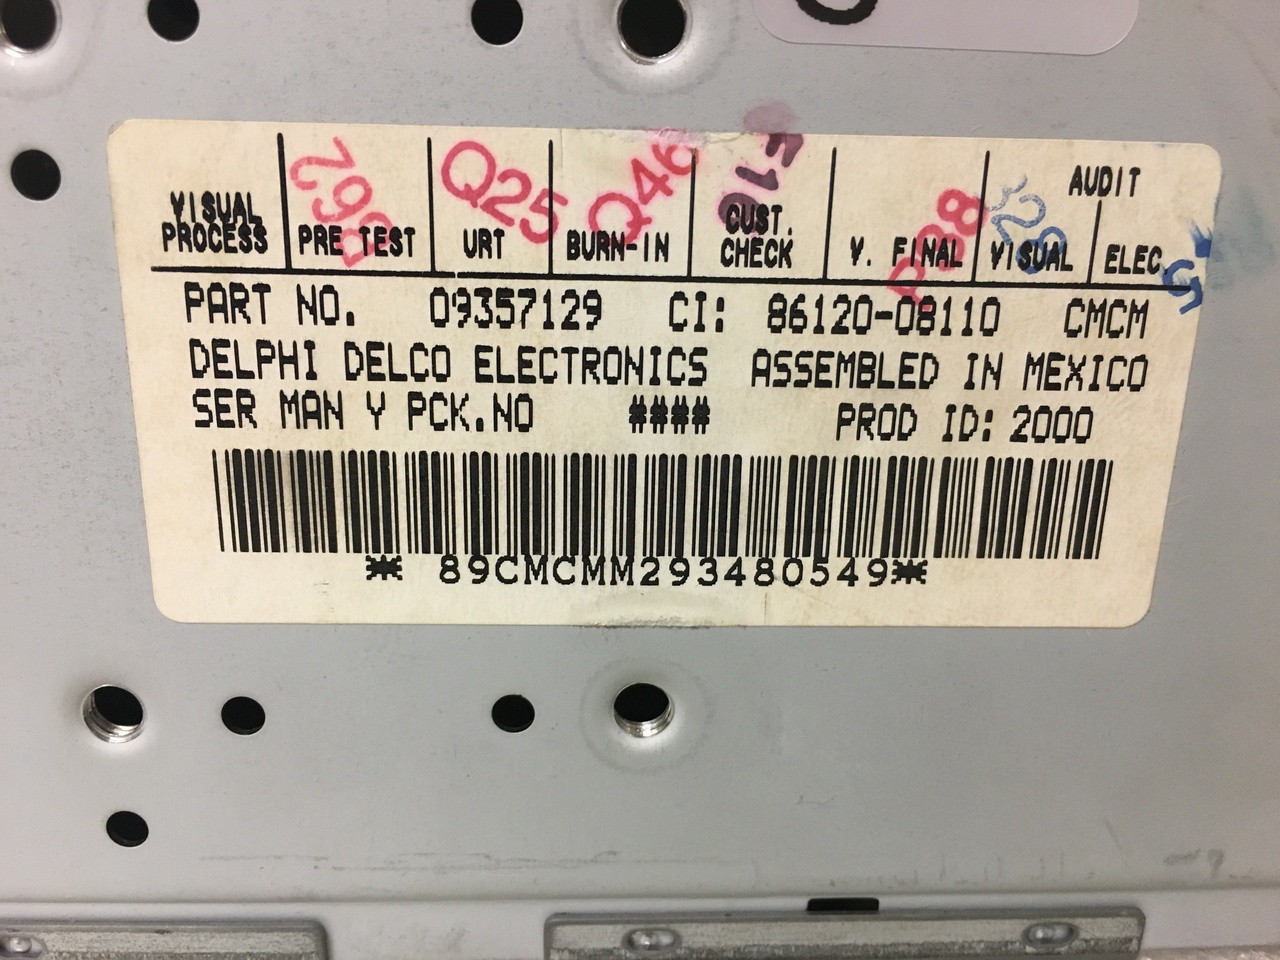 AUDIT
VISUAL PROCESS PRE TEST URT BURN-IN CUST. CHECK V. FINAL VISUAL ELEC.
Q25 Q46
PART NO. 09357129 CI: 86120-08110 CMCM
DELPHI DELCO ELECTRONICS ASSEMBLED IN MEXICO
SER MAN Y PCK.NO #### PROD ID: 2000
* 89CMCMM293480549*